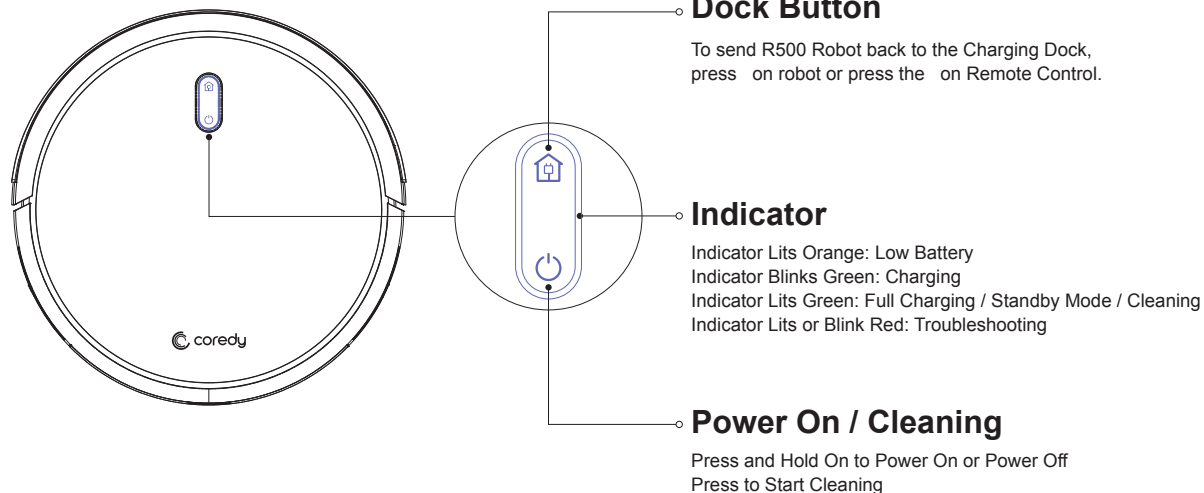 Dock Button
To send R500 Robot back to the Charging Dock,
press   on robot or press the   on Remote Control.
Indicator
Indicator Lits Orange: Low Battery
Indicator Blinks Green: Charging
Indicator Lits Green: Full Charging / Standby Mode / Cleaning
Indicator Lits or Blink Red: Troubleshooting
coredy
Power On / Cleaning
Press and Hold On to Power On or Power Off
Press to Start Cleaning